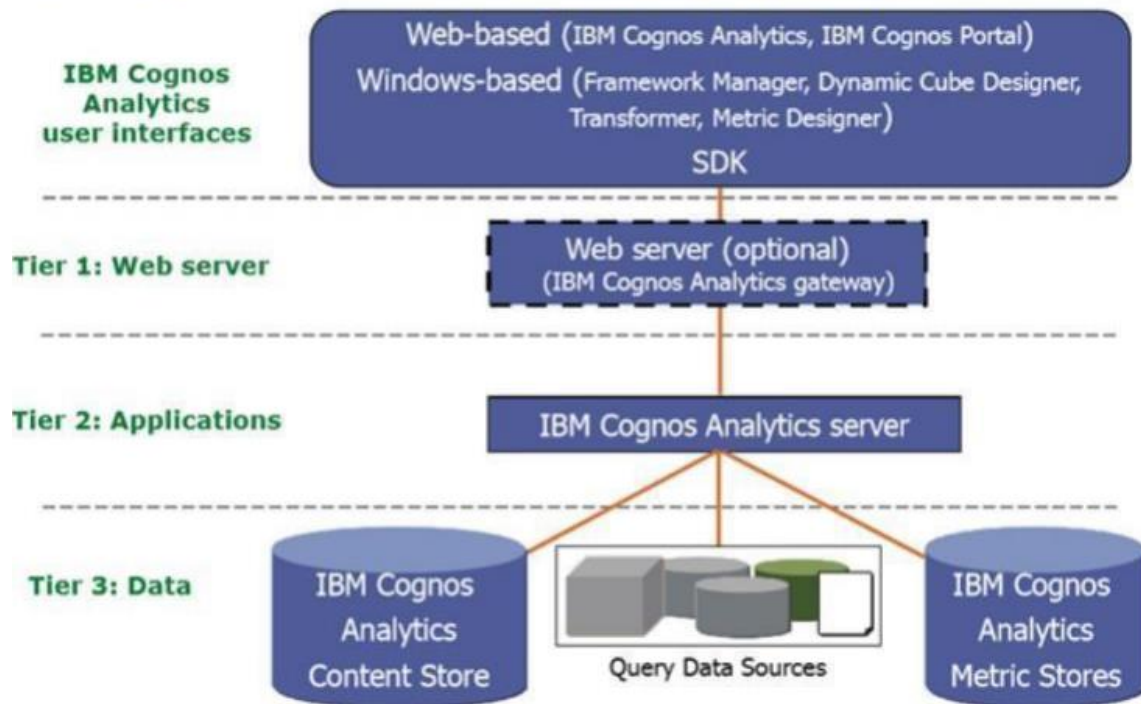 Web-based (IBM Cognos Analytics, IBM Cognos Portal)
Windows-based (Framework Manager, Dynamic Cube Designer,
Transformer, Metric Designer)
SDK
IBM Cognos
Analytics
user interfaces
Tier 1: Web server
Web server (optional)
(IBM Cognos Analytics gateway)
Tier 2: Applications
IBM Cognos Analytics server
Tier 3: Data
IBM Cognos
Analytics
Content Store
Query Data Sources
IBM Cognos
Analytics
Metric Stores